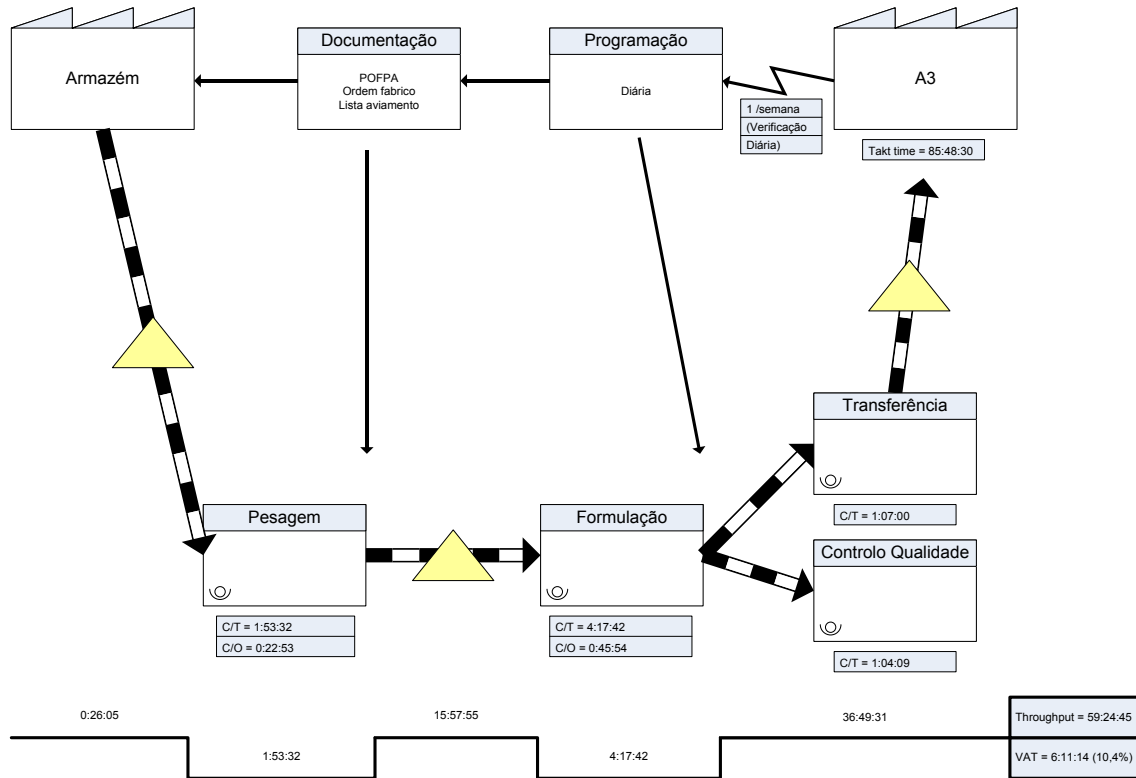 Armazém
Documentação
POFPA
Ordem fabrico
Lista aviamento
Programação
Diária
1 /semana
(Verificação
Diária)
A3
Takt time = 85:48:30
Transferência
C/T = 1:07:00
Pesagem
C/T = 1:53:32
C/O = 0:22:53
Formulação
C/T = 4:17:42
C/O = 0:45:54
Controlo Qualidade
C/T = 1:04:09
0:26:05
1:53:32
15:57:55
4:17:42
36:49:31
Throughput = 59:24:45
VAT = 6:11:14 (10,4%)